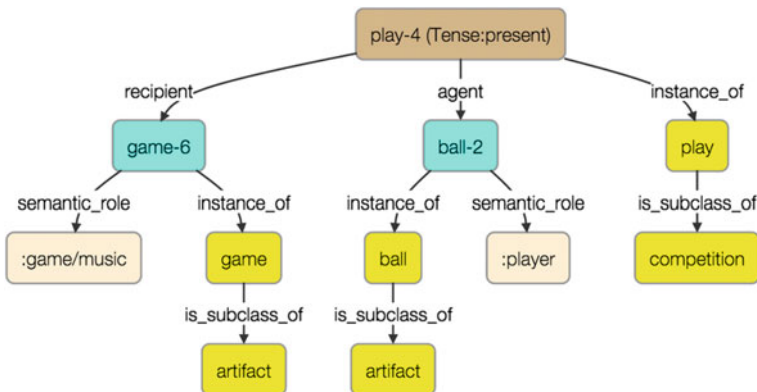 play-4 (Tense:present)
recipient agent instance_of
game-6 ball-2 play
semantic_role instance_of instance_of semantic_role is_subclass_of
:game/music game ball :player competition
is_subclass_of is_subclass_of
artifact artifact